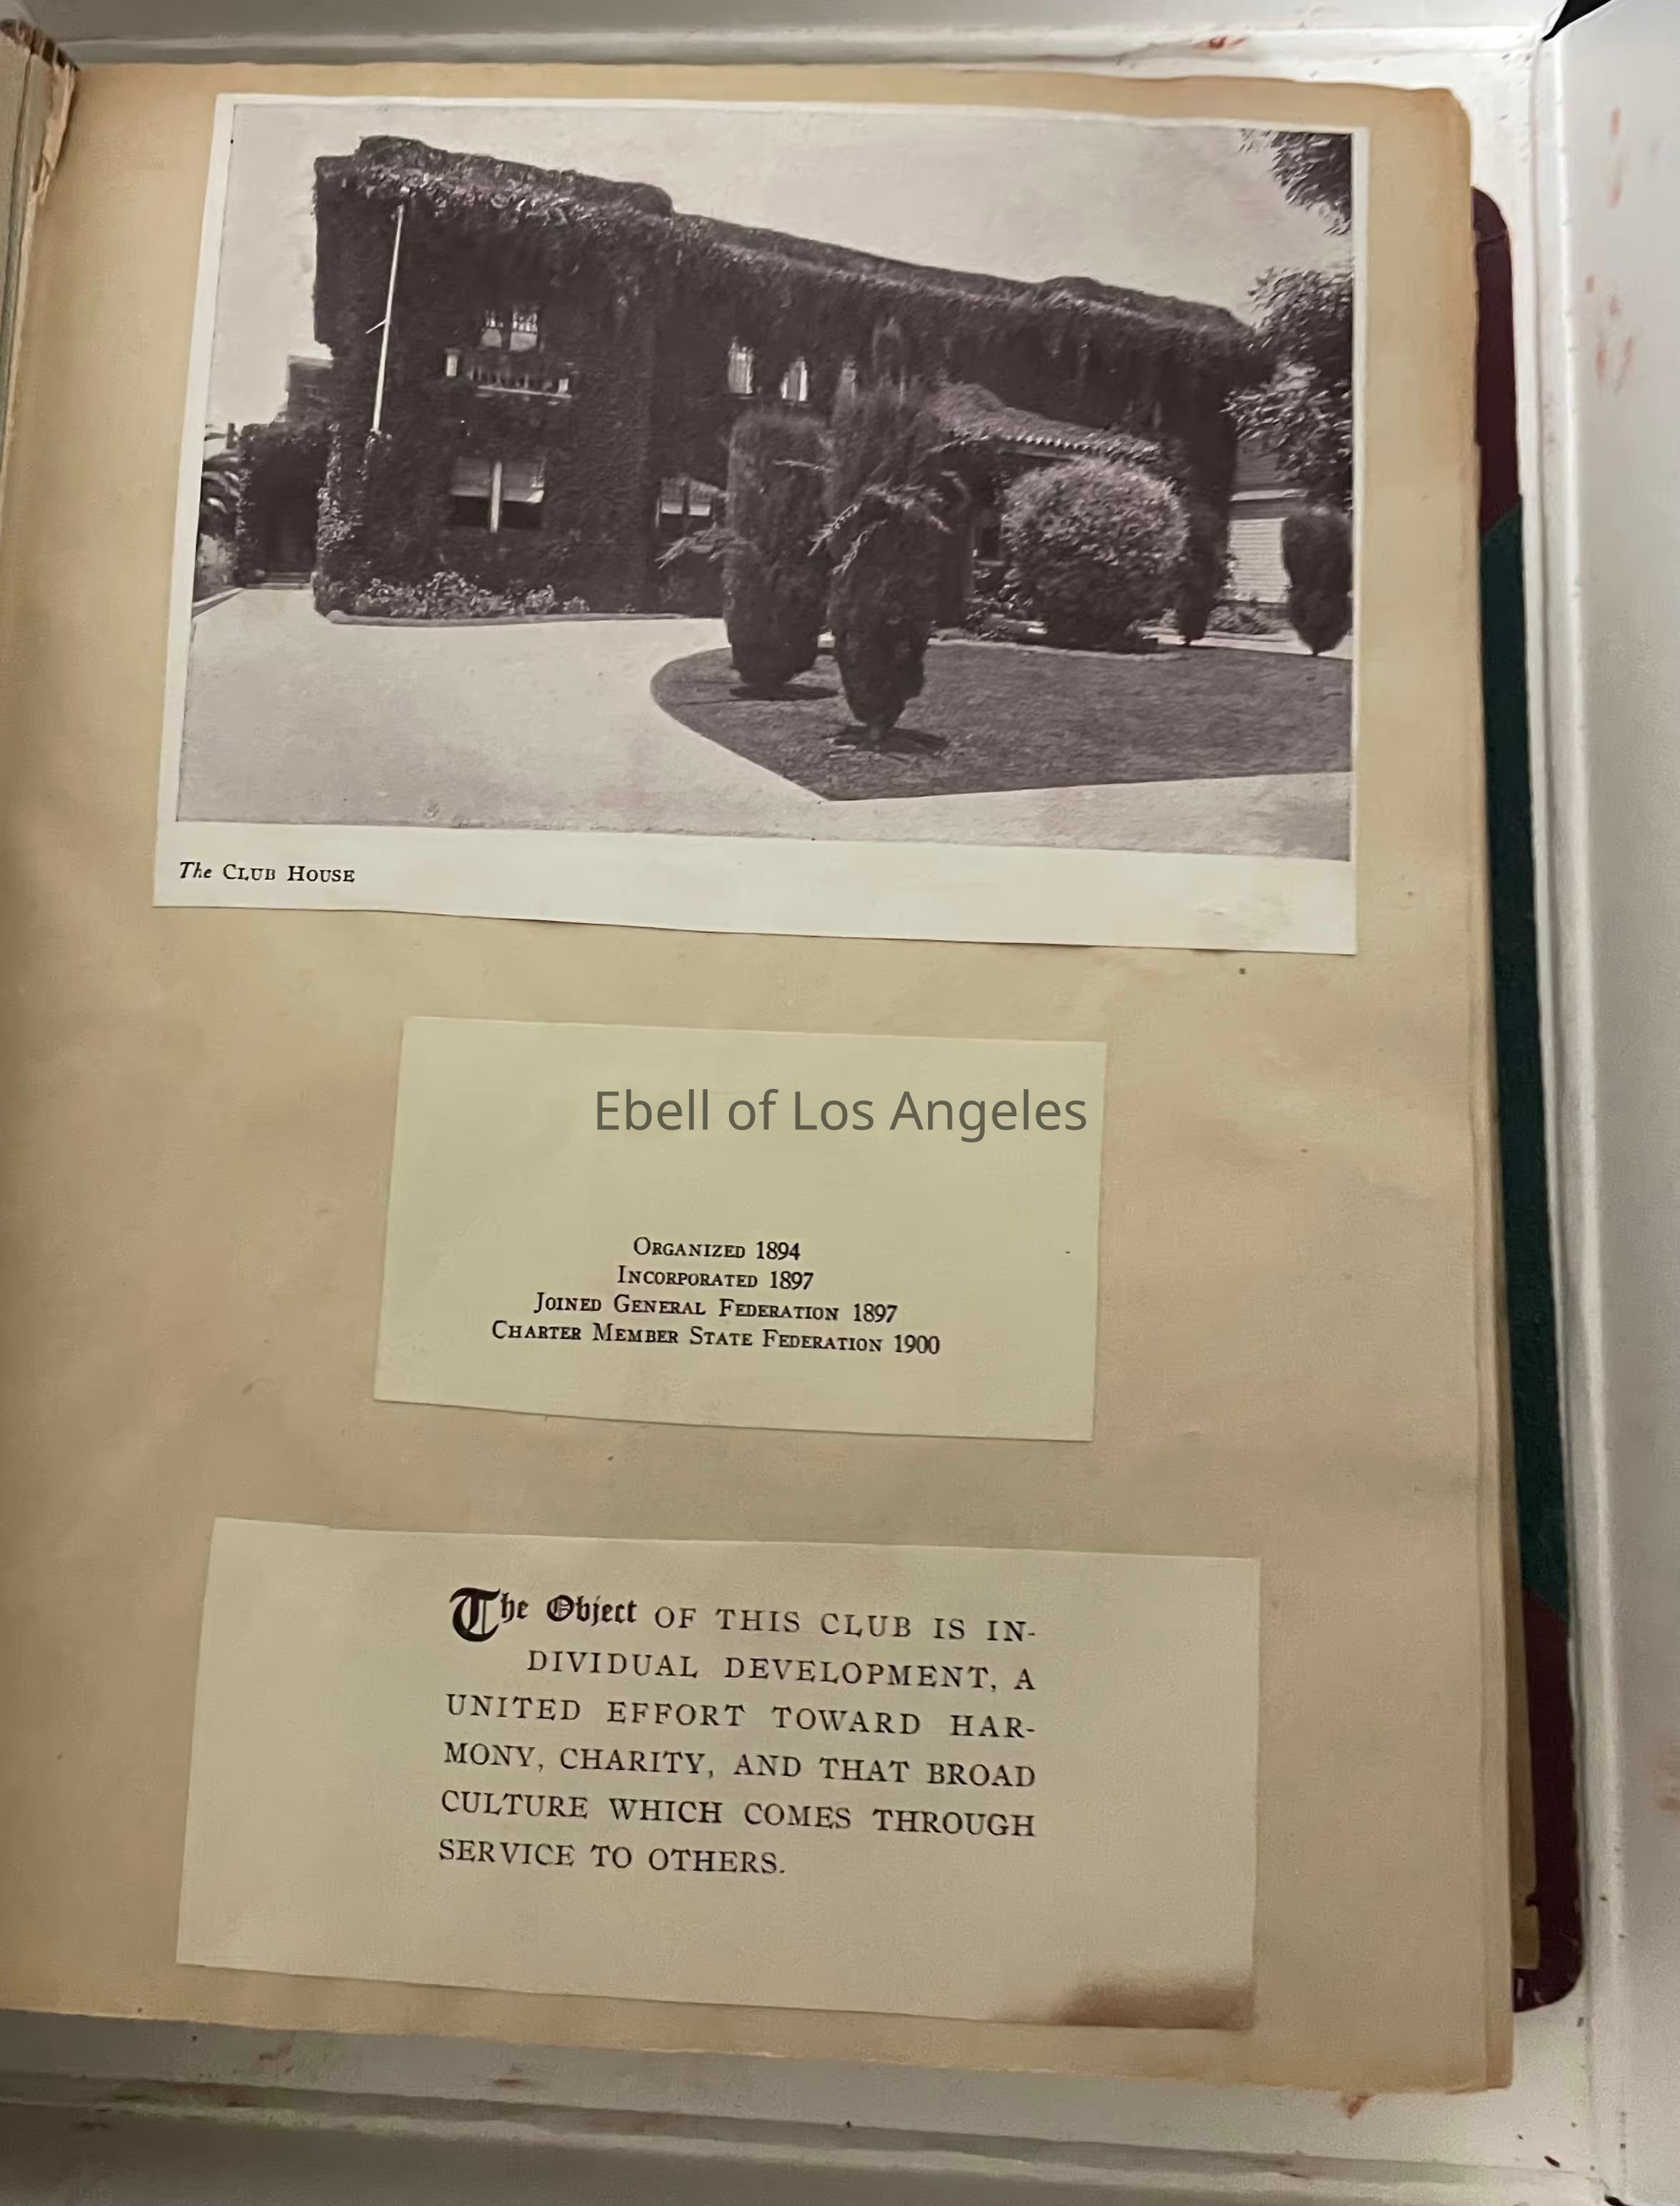 The Club House
Ebell of Los Angeles
Organized 1894
Incorporated 1897
Joined General Federation 1897
Charter Member State Federation 1900
The Object OF THIS CLUB IS IN-
DIVIDUAL DEVELOPMENT, A
UNITED EFFORT TOWARD HAR-
MONY, CHARITY, AND THAT BROAD
CULTURE WHICH COMES THROUGH
SERVICE TO OTHERS.